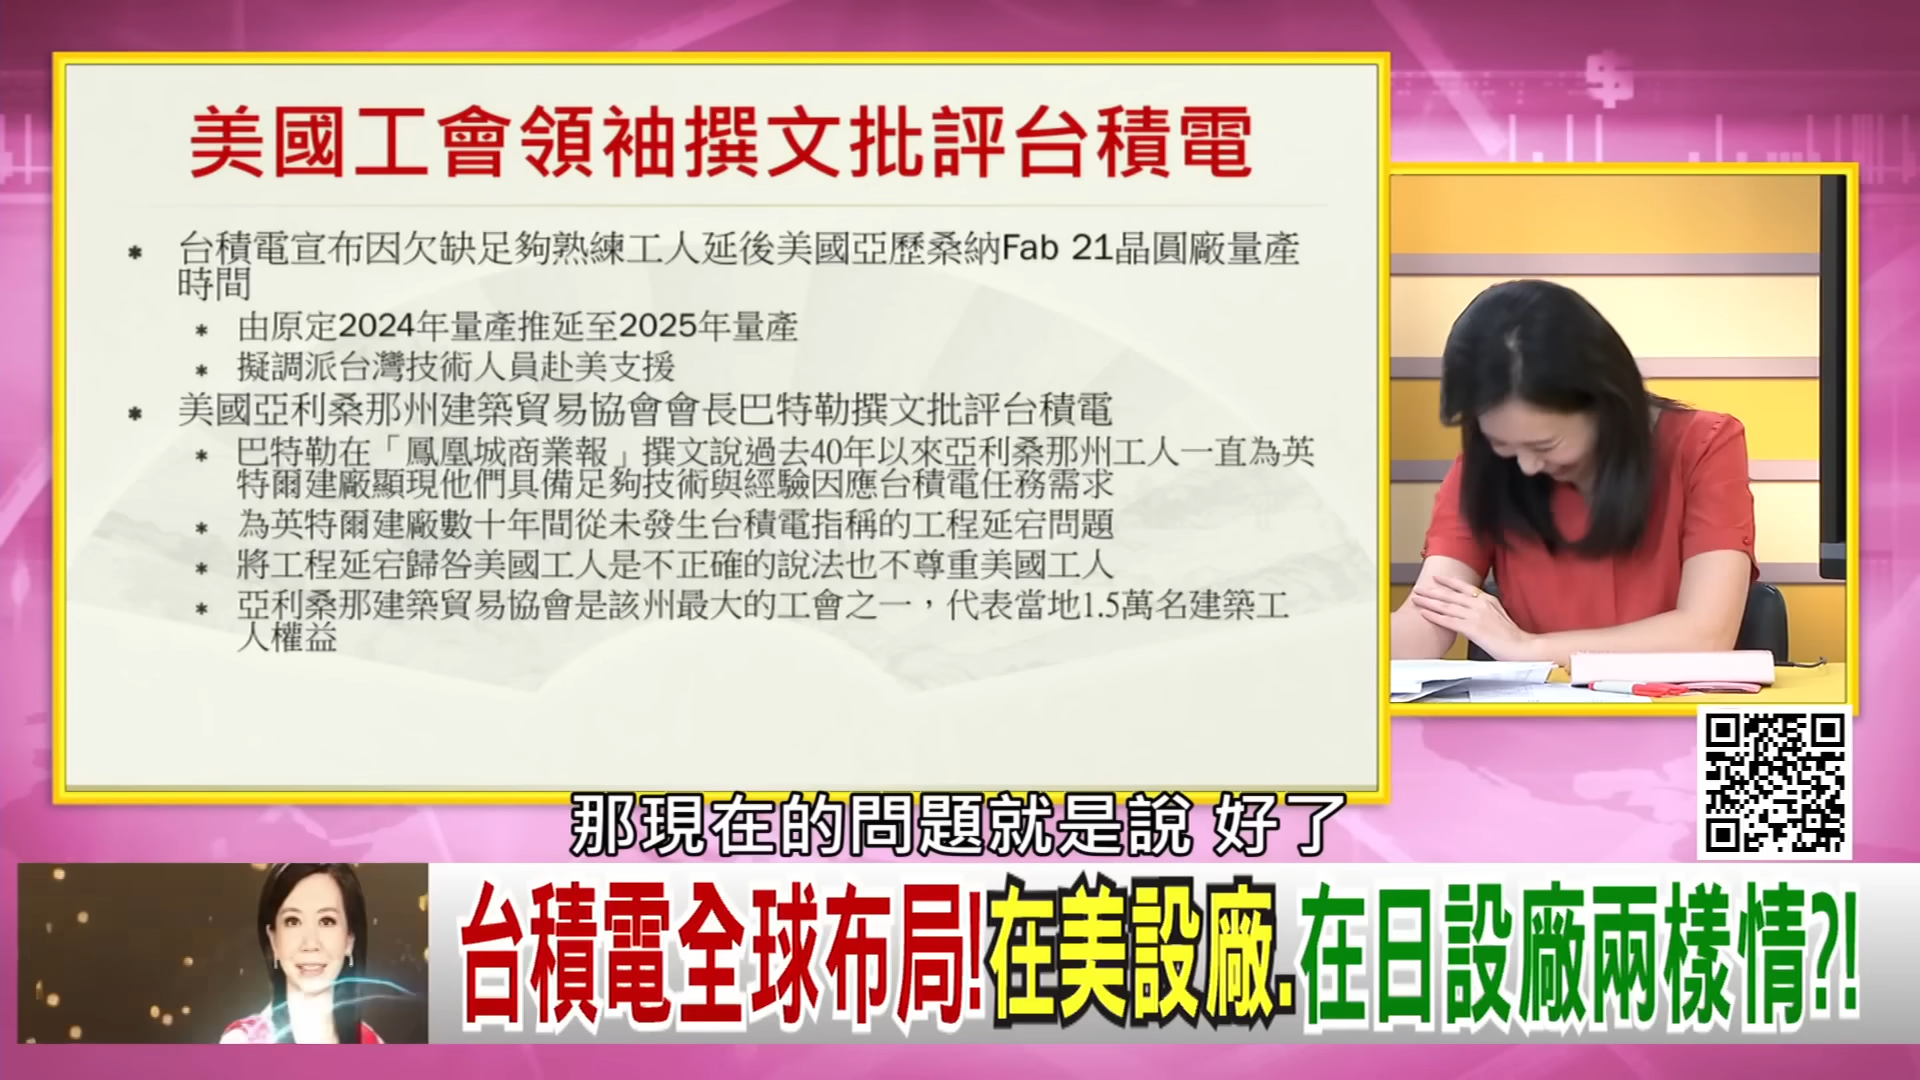 美國工會領袖撰文批評台積電
* 台積電宣布因欠缺足夠熟練工人延後美國亞歷桑納Fab 21晶圓廠量產
時間
* 由原定2024年量產推延至2025年量產
* 擬調派台灣技術人員赴美支援
* 美國亞利桑那州建築貿易協會會長巴特勒撰文批評台積電
* 巴特勒在「鳳凰城商業報」撰文說過去40年以來亞利桑那州工人一直為英
特爾建廠顯現他們具備足夠技術與經驗因應台積電任務需求
* 為英特爾建廠數十年間從未發生台積電指稱的工程延宕問題
* 將工程延宕歸咎美國工人是不正確的說法也不尊重美國工人
* 亞利桑那建築貿易協會是該州最大的工會之一，代表當地1.5萬名建築工
人權益
那現在的問題就是說 好了
台積電全球布局!在美設廠.在日設廠兩樣情?!